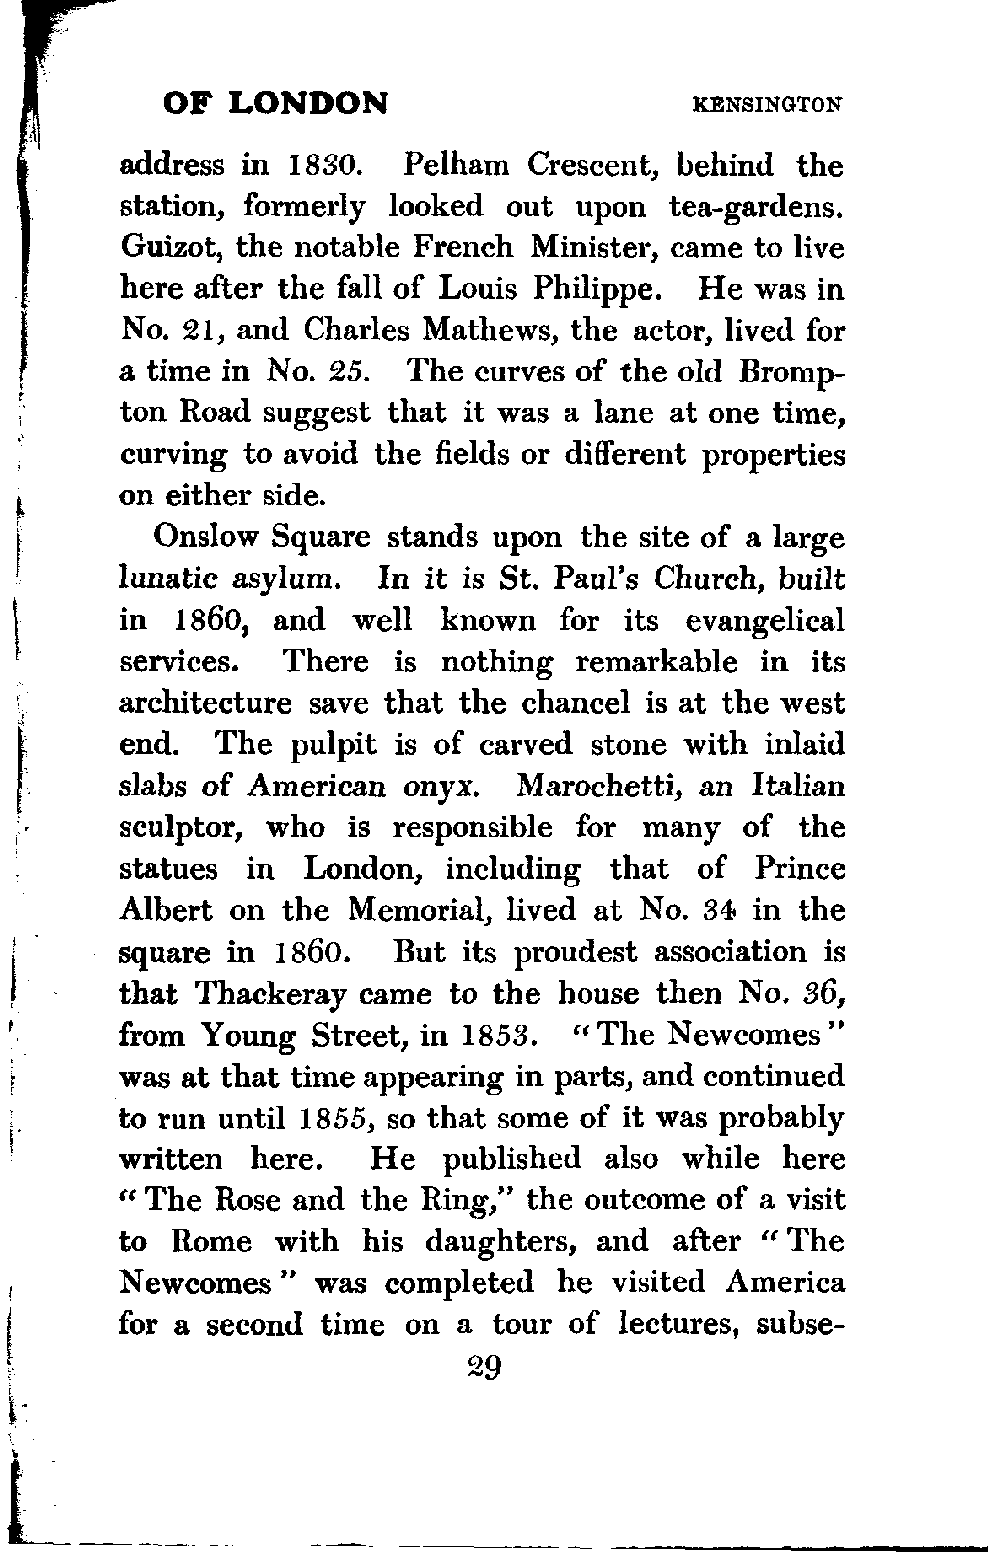 OF LONDON KENSINGTON
address in 1830. Pelham Crescent, behind the
station, formerly looked out upon tea-gardens.
Guizot, the notable French Minister, came to live
here after the fall of Louis Philippe. He was in
No. 21, and Charles Mathews, the actor, lived for
a time in No. 25. The curves of the old Bromp-
ton Road suggest that it was a lane at one time,
curving to avoid the fields or different properties
on either side.
Onslow Square stands upon the site of a large
lunatic asylum. In it is St. Paul's Church, built
in 1860, and well known for its evangelical
services. There is nothing remarkable in its
architecture save that the chancel is at the west
end. The pulpit is of carved stone with inlaid
slabs of American onyx. Marochetti, an Italian
sculptor, who is responsible for many of the
statues in London, including that of Prince
Albert on the Memorial, lived at No. 34 in the
square in 1860. But its proudest association is
that Thackeray came to the house then No. 36,
from Young Street, in 1853. "The Newcomes"
was at that time appearing in parts, and continued
to run until 1855, so that some of it was probably
written here. He published also while here
"The Rose and the Ring," the outcome of a visit
to Rome with his daughters, and after "The
Newcomes" was completed he visited America
for a second time on a tour of lectures, subse-
29